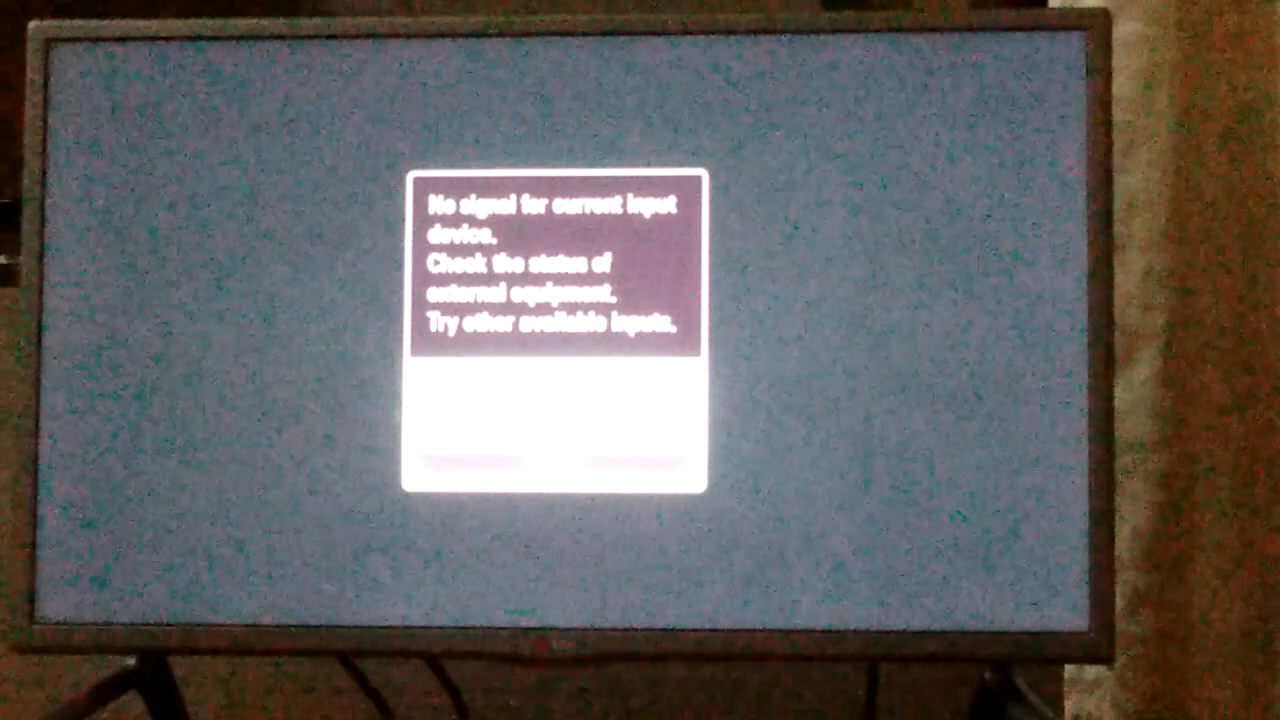 No signal for current input
device.
Check the status of
external equipment.
Try other available inputs.